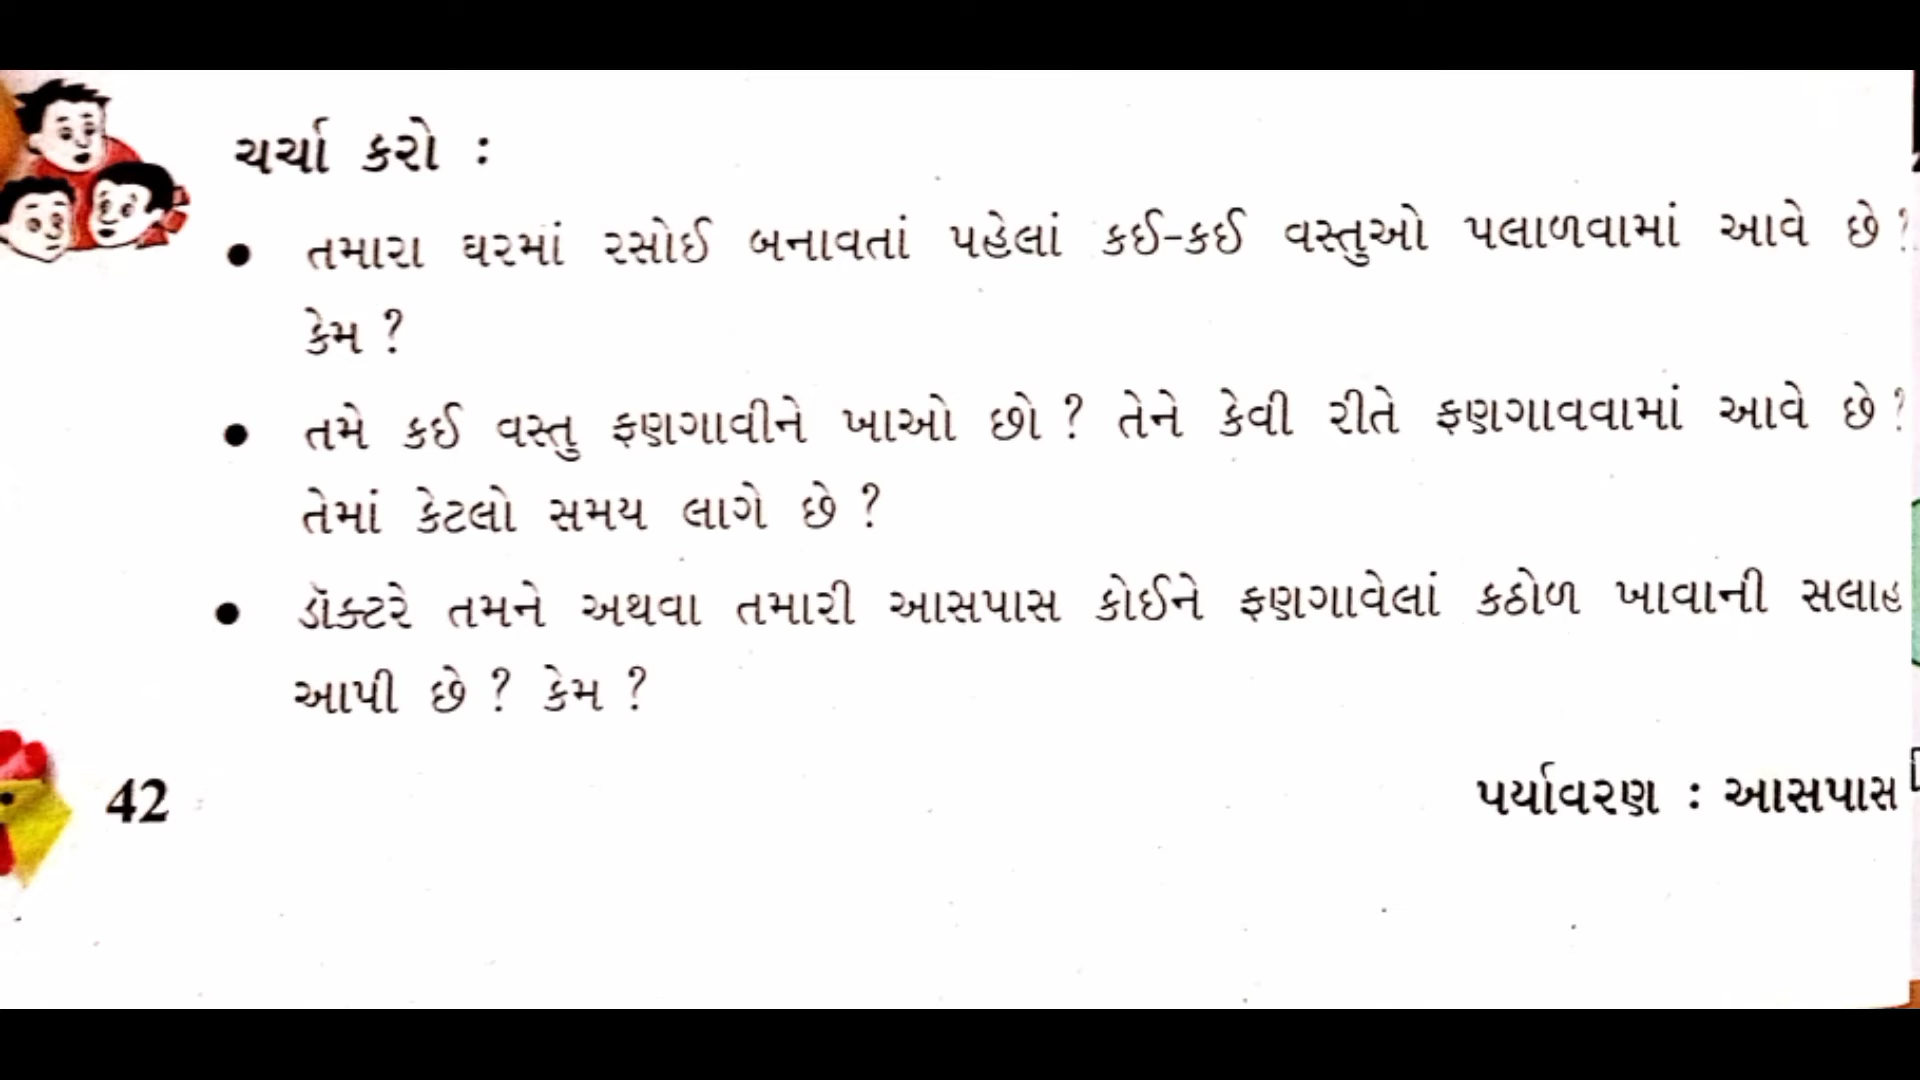 ચર્ચા કરો :
● તમારા ઘરમાં રસોઈ બનાવતાં પહેલાં કઈ-કઈ વસ્તુઓ પલાળવામાં આવે છે ?
કેમ ?
● તમે કઈ વસ્તુ ફણગાવીને ખાઓ છો ? તેને કેવી રીતે ફણગાવવામાં આવે છે ?
તેમાં કેટલો સમય લાગે છે ?
● ડૉક્ટરે તમને અથવા તમારી આસપાસ કોઈને ફણગાવેલાં કઠોળ ખાવાની સલાહ
આપી છે ? કેમ ?
42 પર્યાવરણ : આસપાસ